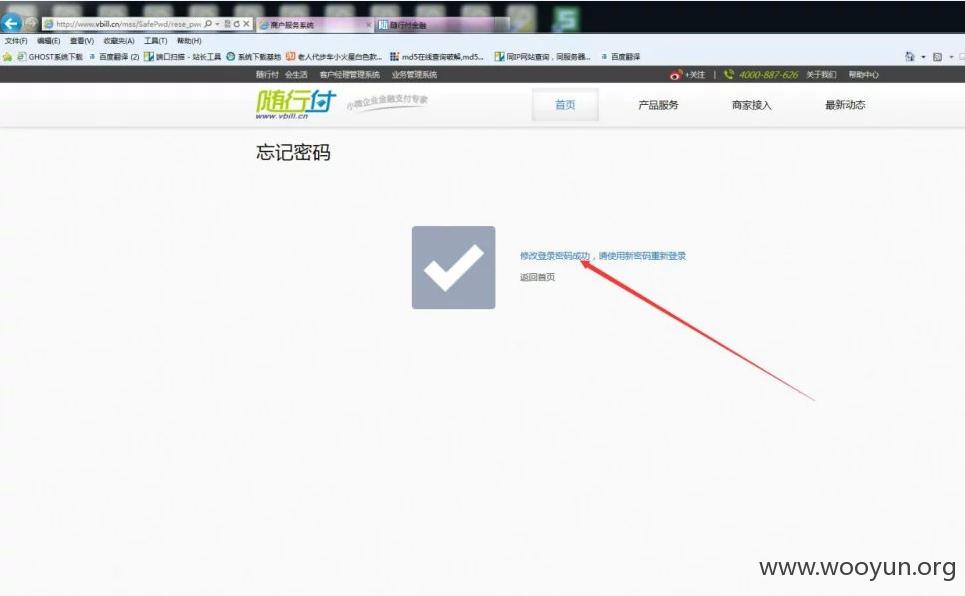 http://www.vbill.cn/mss/SafePwd/rese_pwd 商户服务系统 随行付金融
文件(F) 编辑(E) 查看(V) 收藏夹(A) 工具(T) 帮助(H)
GHOST系统下载 百度翻译 (2) 端口扫描 - 站长工具 系统下载基地 老人代步车小火星白色款... md5在线查询破解,md5... 同IP网站查询，同服务器... 百度翻译
随行付 会生活 客户经理管理系统 业务管理系统 +关注 | 4000-887-626 关于我们 帮助中心
随行付 小微企业金融支付专家
www.vbill.cn
首页 产品服务 商家接入 最新动态
忘记密码
修改登录密码成功，请使用新密码重新登录
返回首页
www.wooyun.org